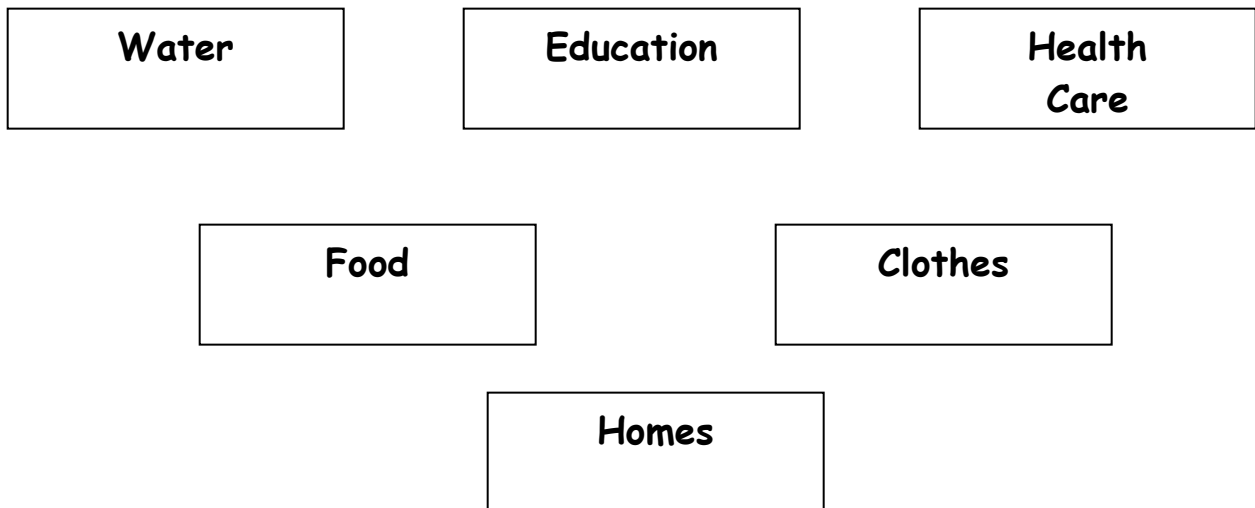 Water
Education
Health
Care
Food
Clothes
Homes